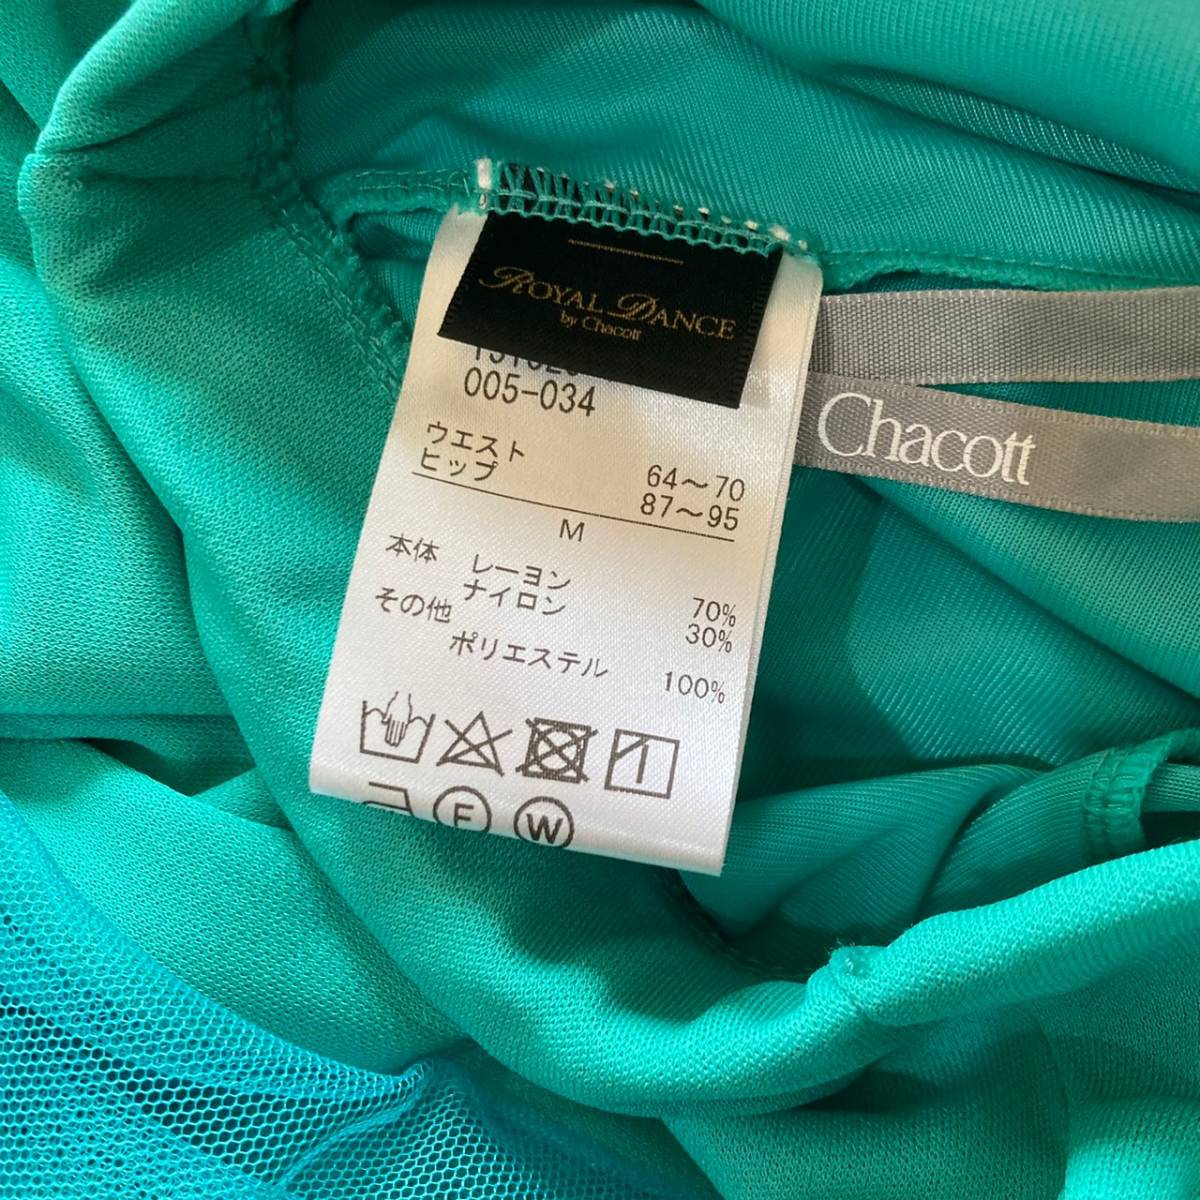 ROYAL DANCE
by Chacott
005-034
ウエスト 64～70
ヒップ 87～95
M
本体 レーヨン 70%
ナイロン 30%
その他
ポリエステル 100%
F W
Chacott